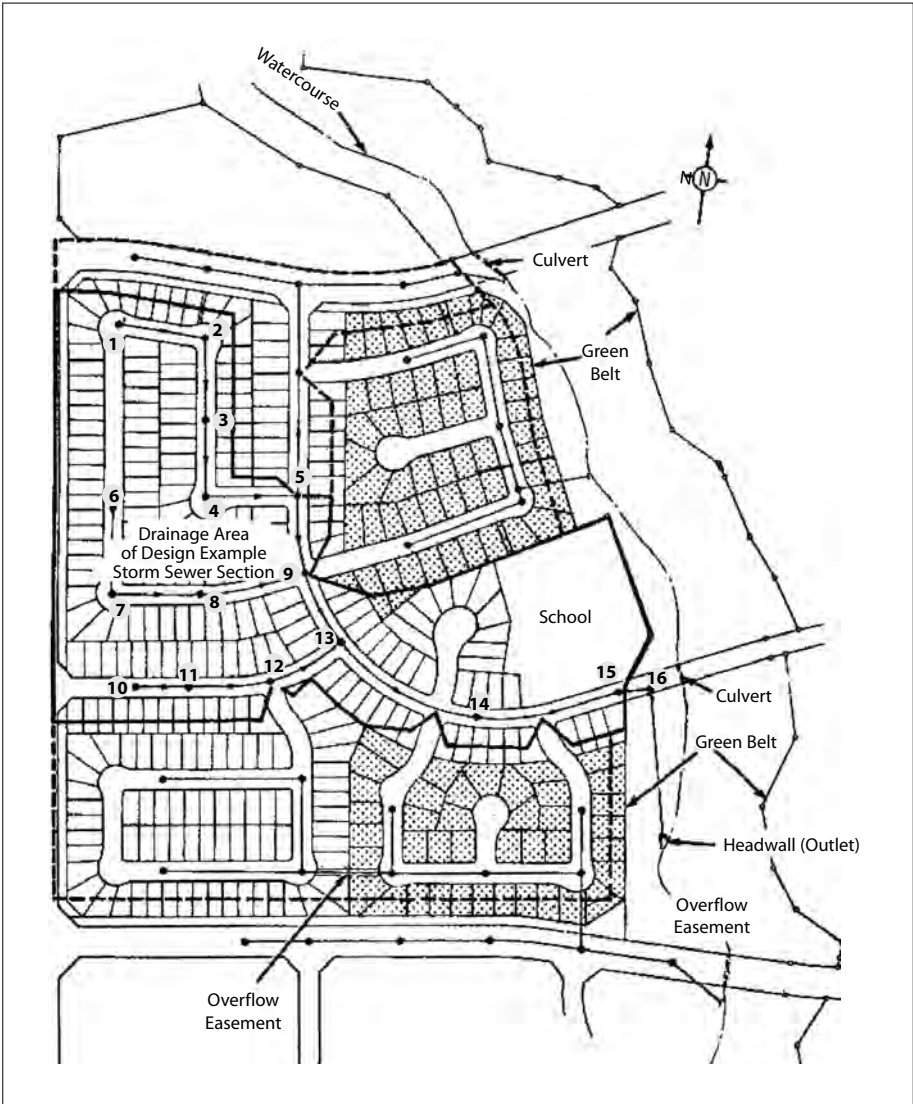 Watercourse
N
Culvert
Green
Belt
1
2
3
5
4
6
Drainage Area
of Design Example
Storm Sewer Section
9
7
8
School
13
12
10
11
15
16
14
Culvert
Green Belt
Headwall (Outlet)
Overflow
Easement
Overflow
Easement